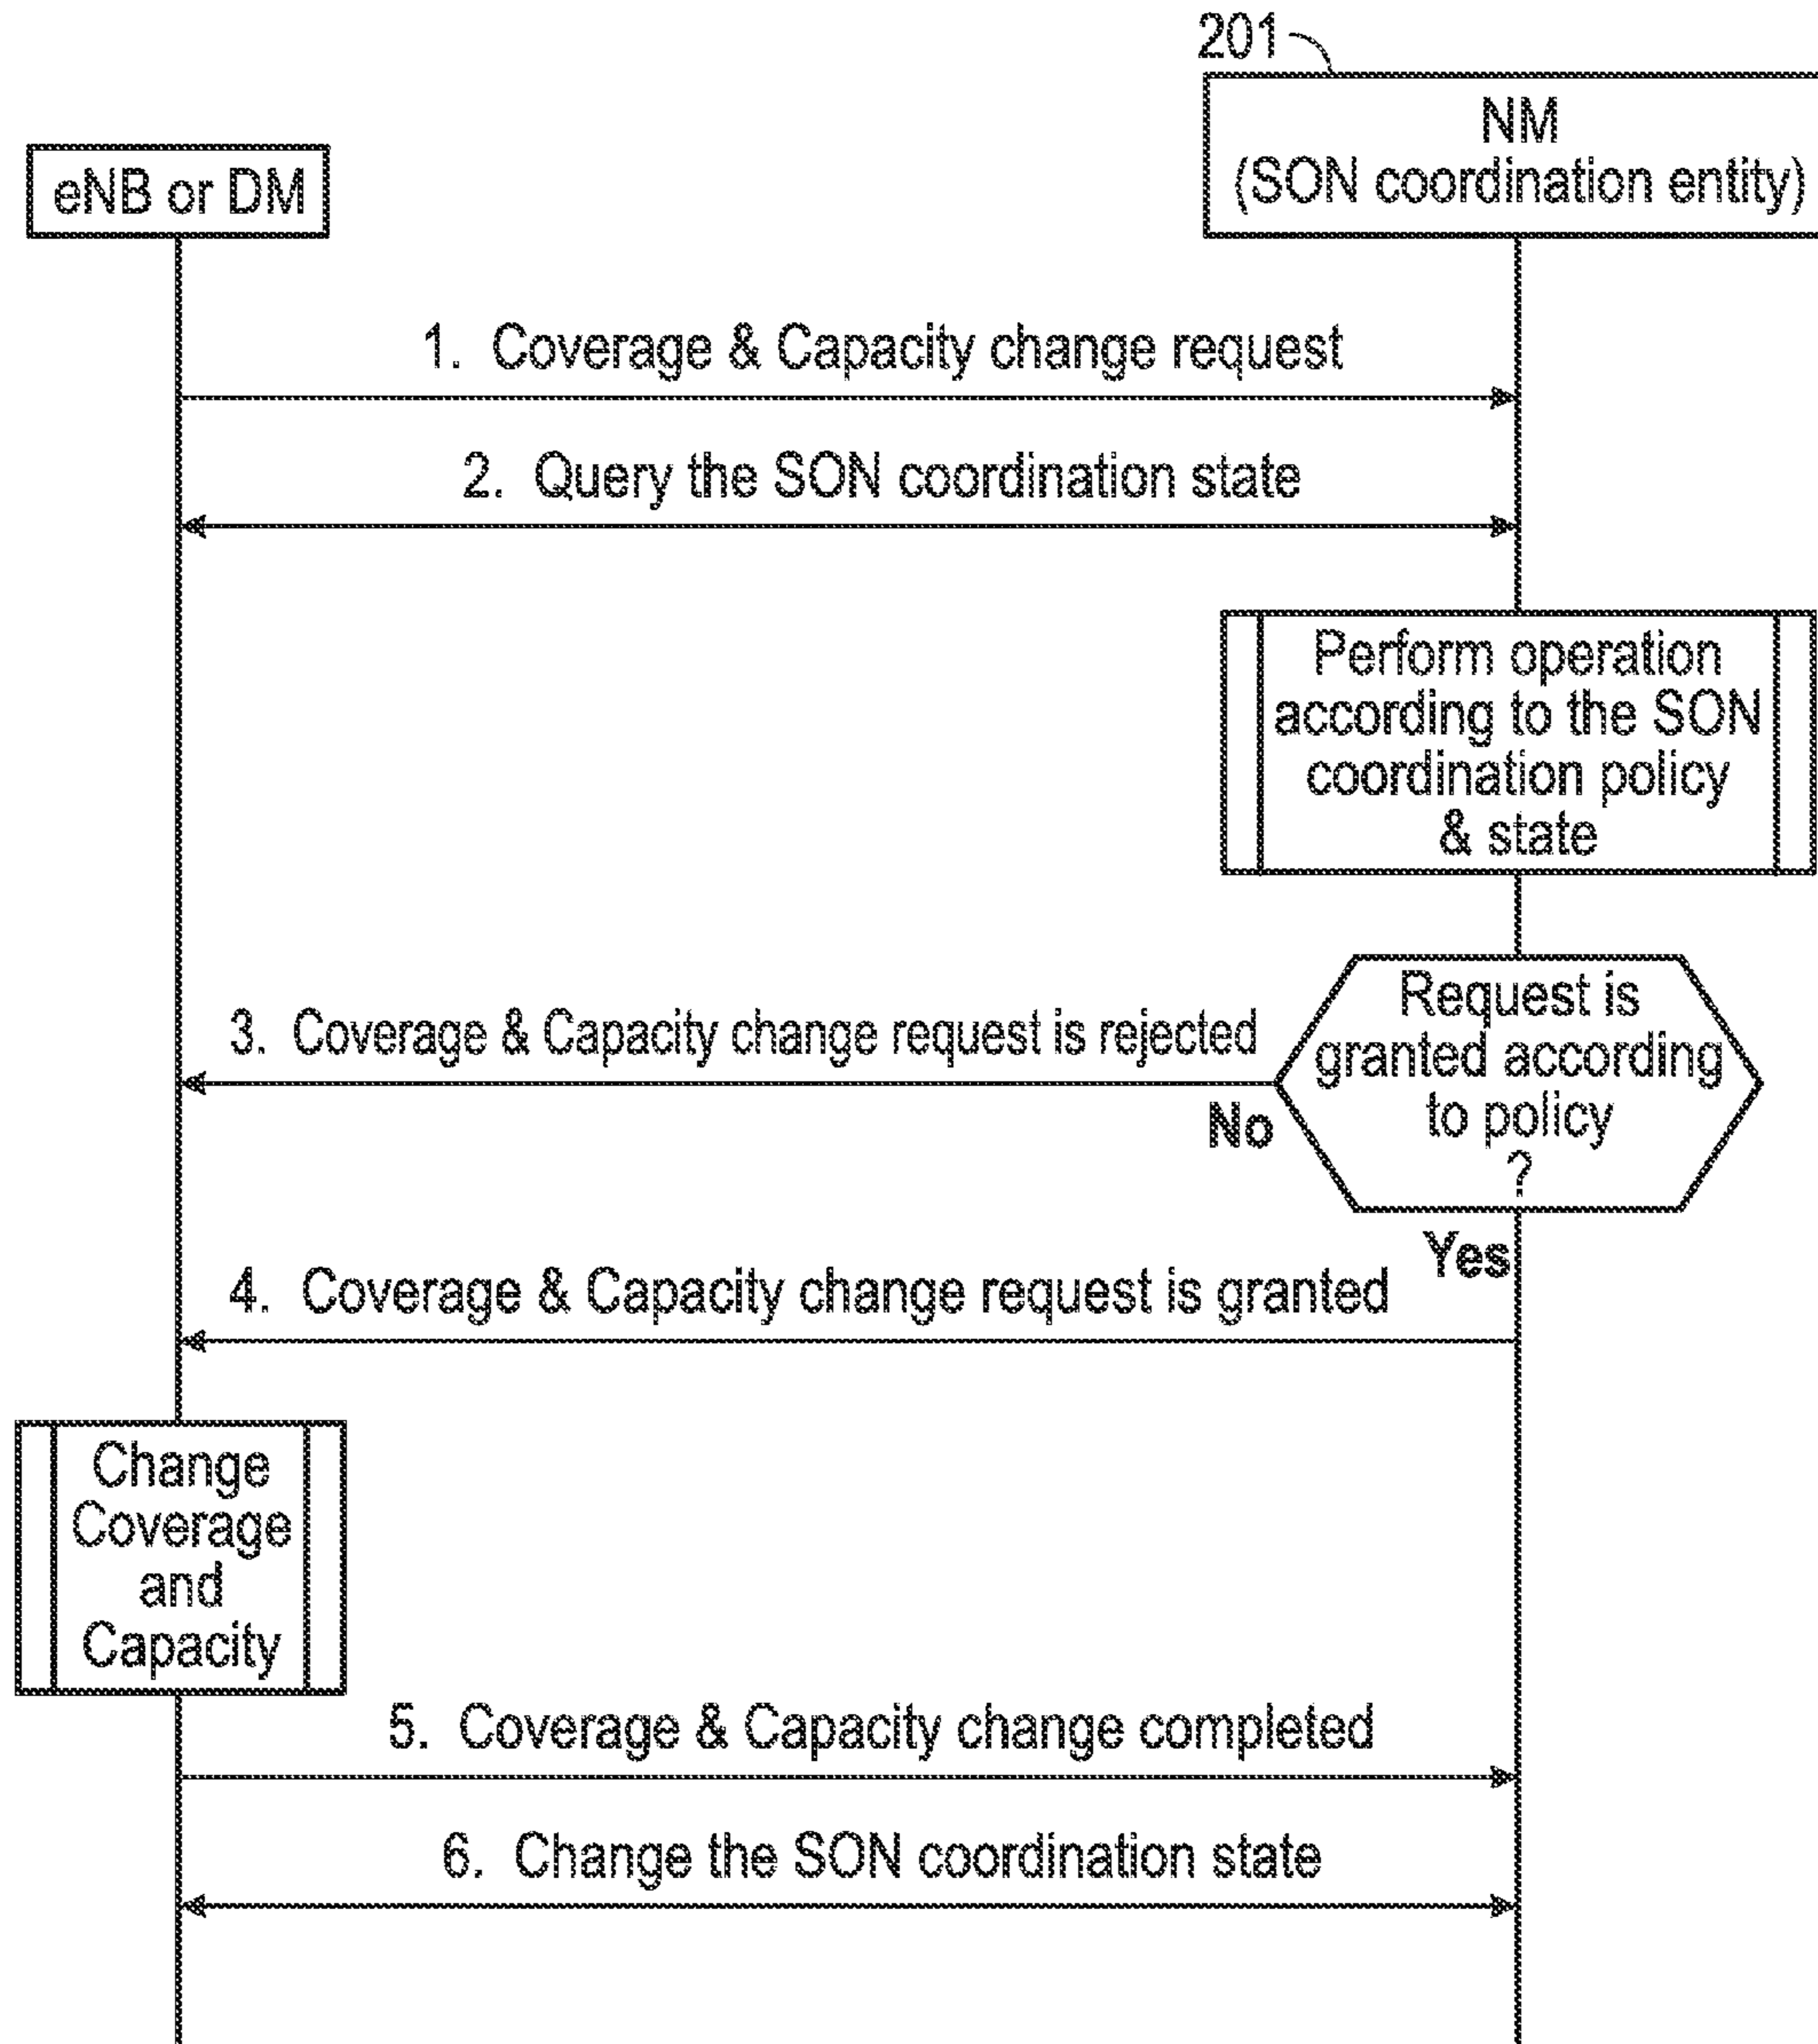 201
NM
(SON coordination entity)
eNB or DM
1. Coverage & Capacity change request
2. Query the SON coordination state
Perform operation
according to the SON
coordination policy
& state
Request is
granted according
to policy
?
3. Coverage & Capacity change request is rejected
No
Yes
4. Coverage & Capacity change request is granted
Change
Coverage
and
Capacity
5. Coverage & Capacity change completed
6. Change the SON coordination state